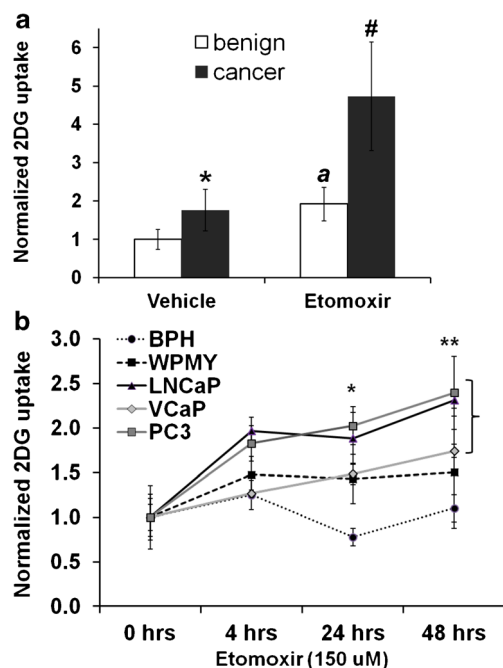 a
Normalized 2DG uptake
6
5
4
3
2
1
0
benign
cancer
*
a
#
Vehicle
Etomoxir
b
Normalized 2DG uptake
3.0
2.5
2.0
1.5
1.0
0.5
0.0
BPH
WPMY
LNCaP
VCaP
PC3
*
**
0 hrs 4 hrs 24 hrs 48 hrs
Etomoxir (150 uM)